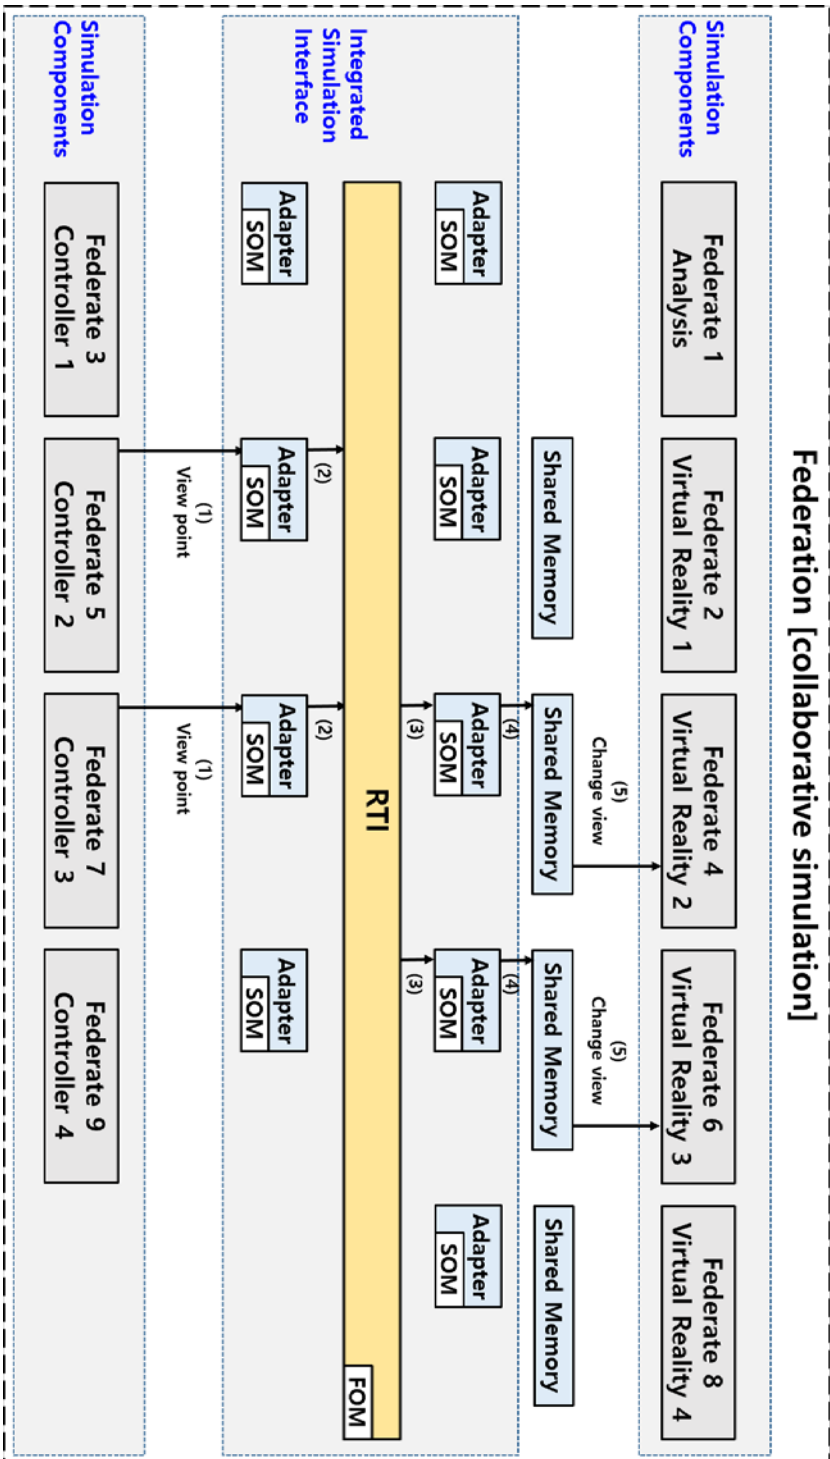 Federation [collaborative simulation]
Simulation
Components
Federate 1
Analysis
Federate 2
Virtual Reality 1
Federate 4
Virtual Reality 2
Federate 6
Virtual Reality 3
Federate 8
Virtual Reality 4
(5)
Change view
(5)
Change view
Shared Memory
Shared Memory
Shared Memory
Shared Memory
(4)
(4)
Integrated
Simulation
Interface
Adapter
SOM
Adapter
SOM
Adapter
SOM
Adapter
SOM
Adapter
SOM
(3)
(3)
RTI
FOM
(2)
(2)
Adapter
SOM
Adapter
SOM
Adapter
SOM
Adapter
SOM
(1)
View point
(1)
View point
Simulation
Components
Federate 3
Controller 1
Federate 5
Controller 2
Federate 7
Controller 3
Federate 9
Controller 4